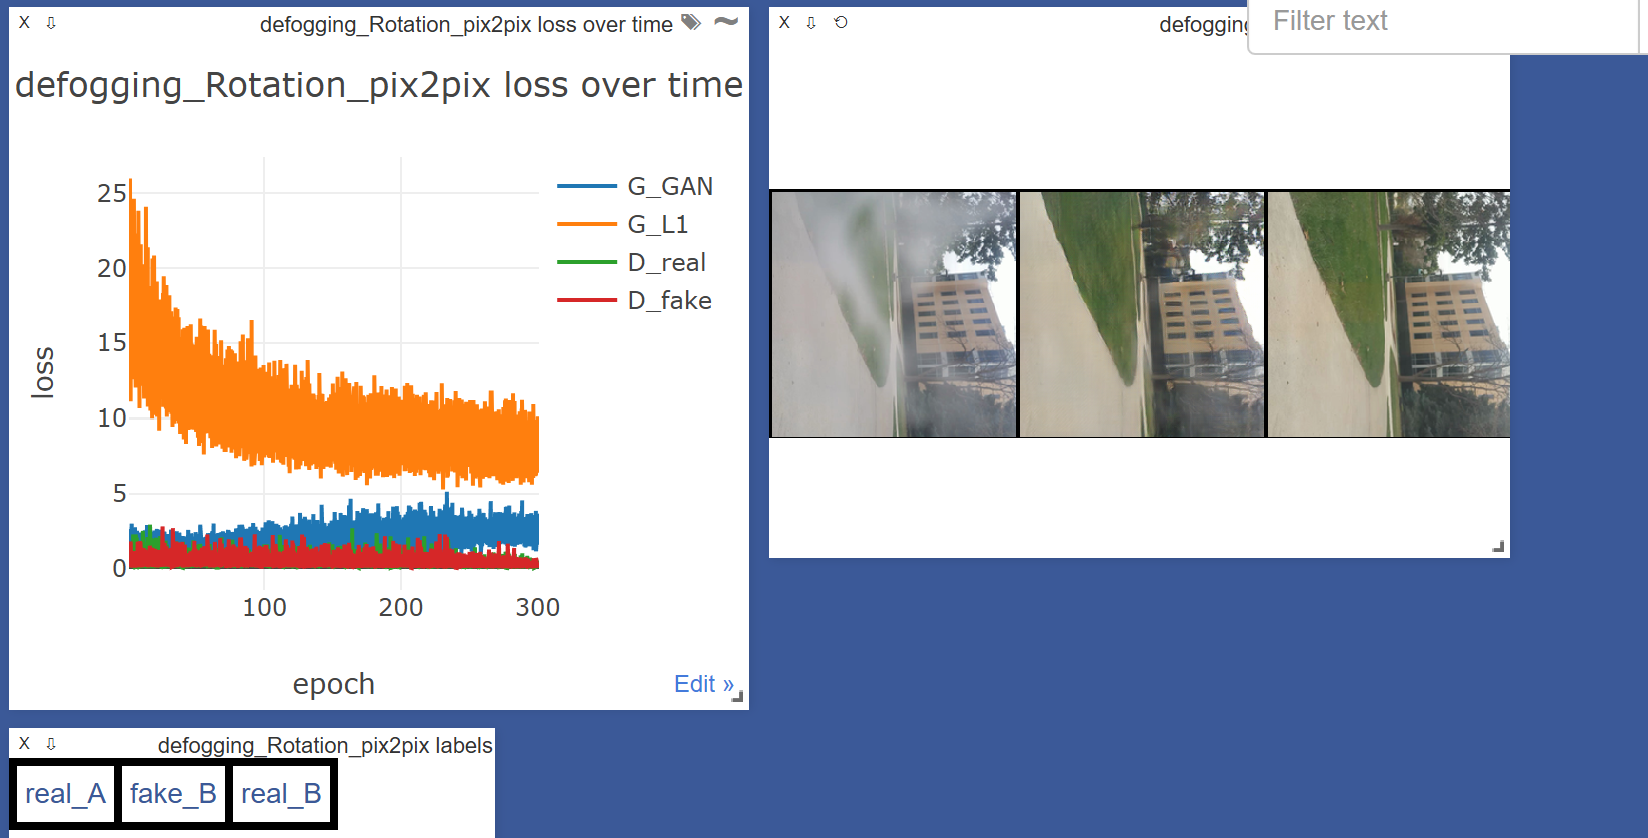 X ⇩ defogging_Rotation_pix2pix loss over time
defogging_Rotation_pix2pix loss over time
25
20
15
10
5
0
loss
100 200 300
epoch
G_GAN
G_L1
D_real
D_fake
Edit »
X ⇩
Filter text
X ⇩ defogging_Rotation_pix2pix labels
real_A fake_B real_B